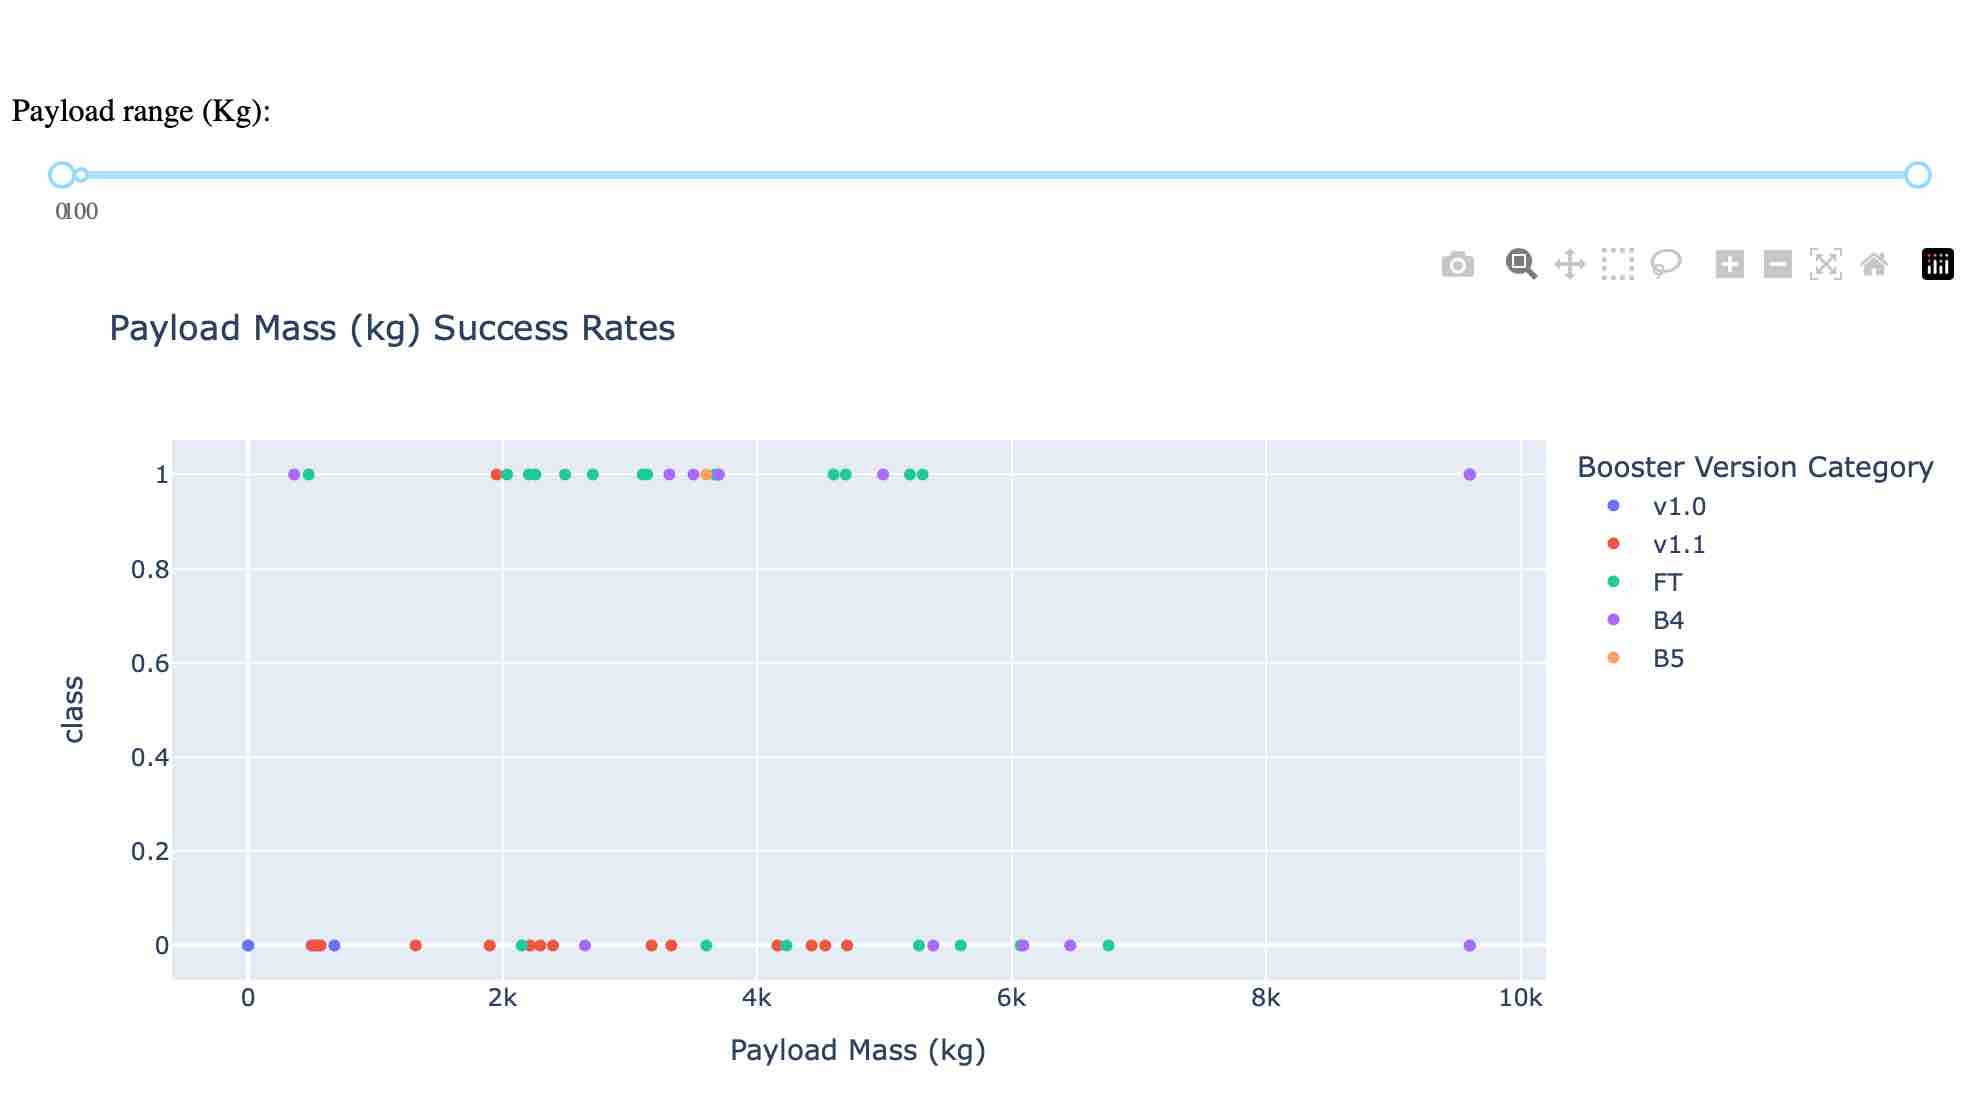 Payload range (Kg):
0 100
Payload Mass (kg) Success Rates
Booster Version Category
v1.0
v1.1
FT
B4
B5
class
1
0.8
0.6
0.4
0.2
0
0 2k 4k 6k 8k 10k
Payload Mass (kg)